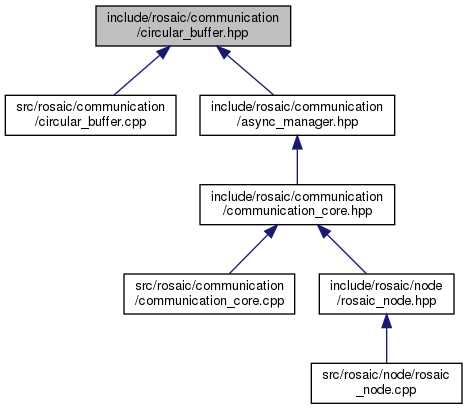 include/rosaic/communication
/circular_buffer.hpp
src/rosaic/communication
/circular_buffer.cpp
include/rosaic/communication
/async_manager.hpp
include/rosaic/communication
/communication_core.hpp
src/rosaic/communication
/communication_core.cpp
include/rosaic/node
/rosaic_node.hpp
src/rosaic/node/rosaic
_node.cpp